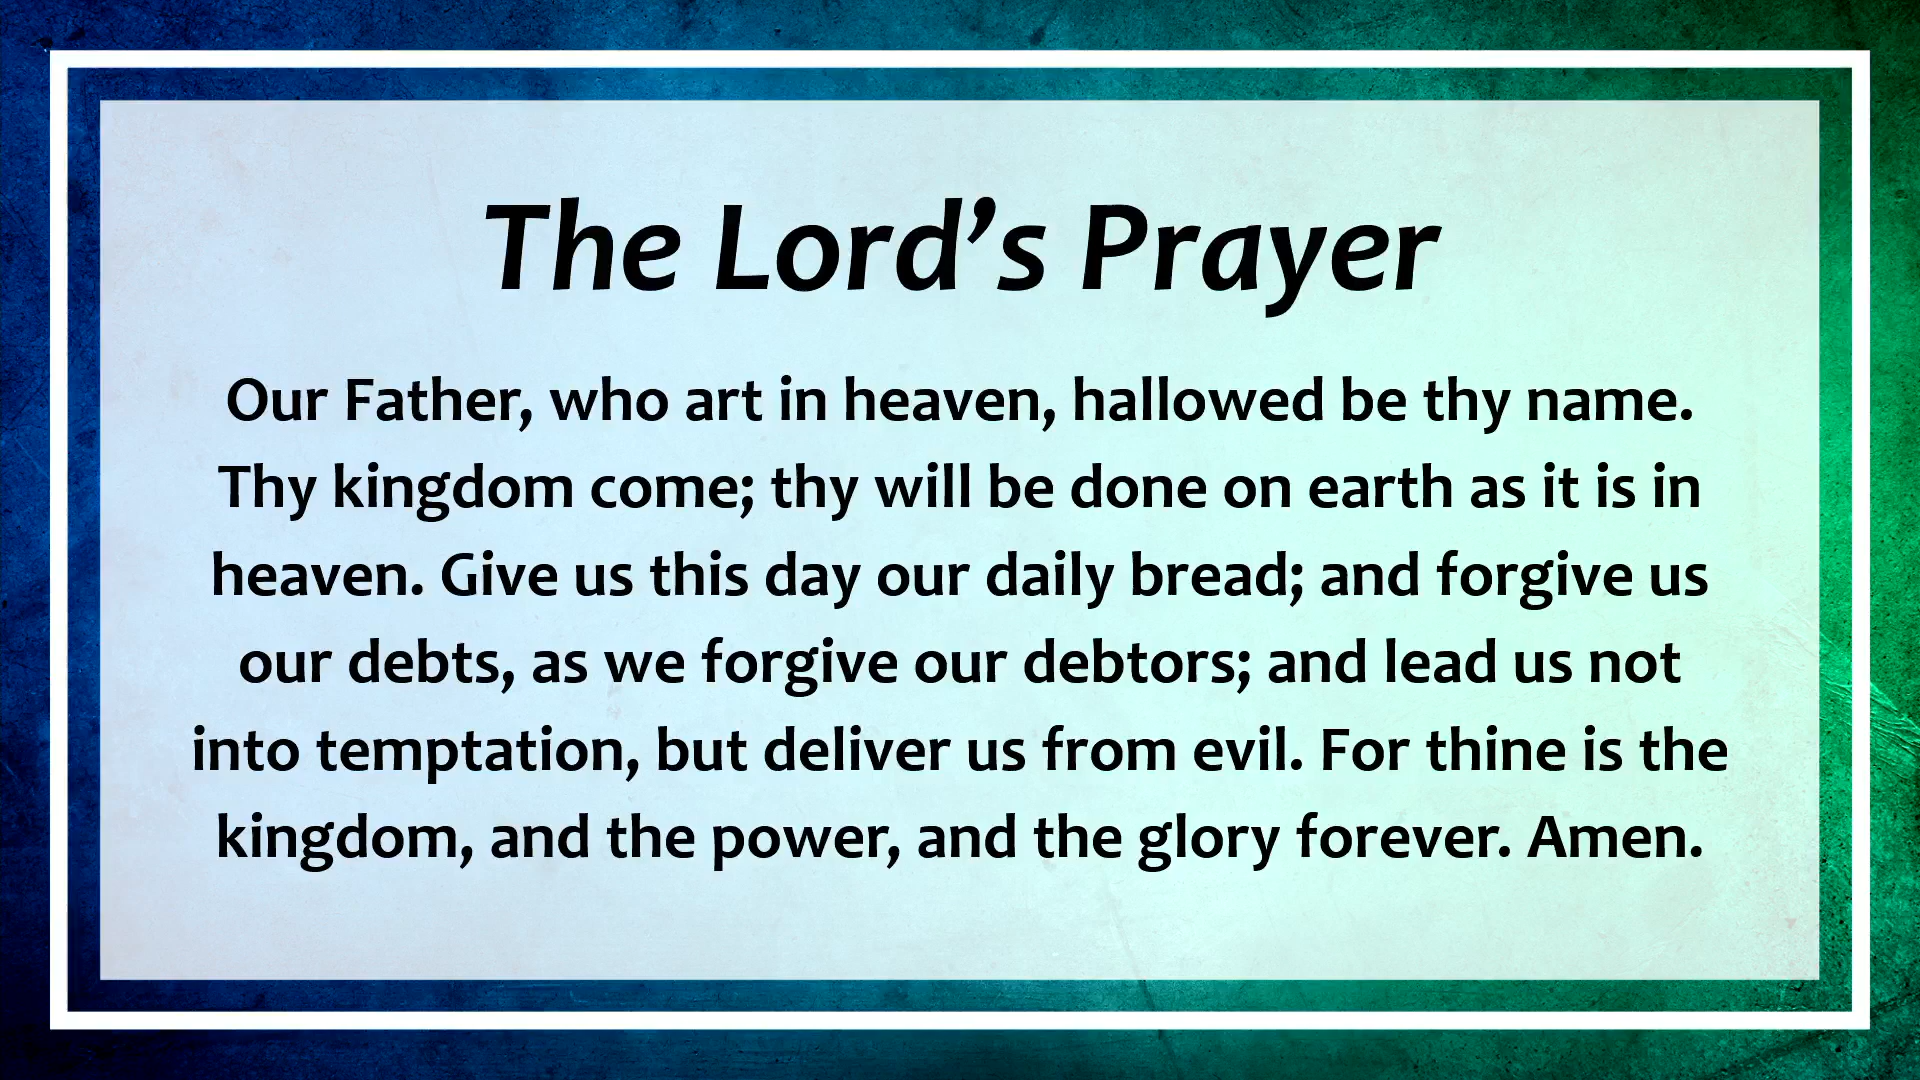 The Lord’s Prayer
Our Father, who art in heaven, hallowed be thy name.
Thy kingdom come; thy will be done on earth as it is in
heaven. Give us this day our daily bread; and forgive us
our debts, as we forgive our debtors; and lead us not
into temptation, but deliver us from evil. For thine is the
kingdom, and the power, and the glory forever. Amen.